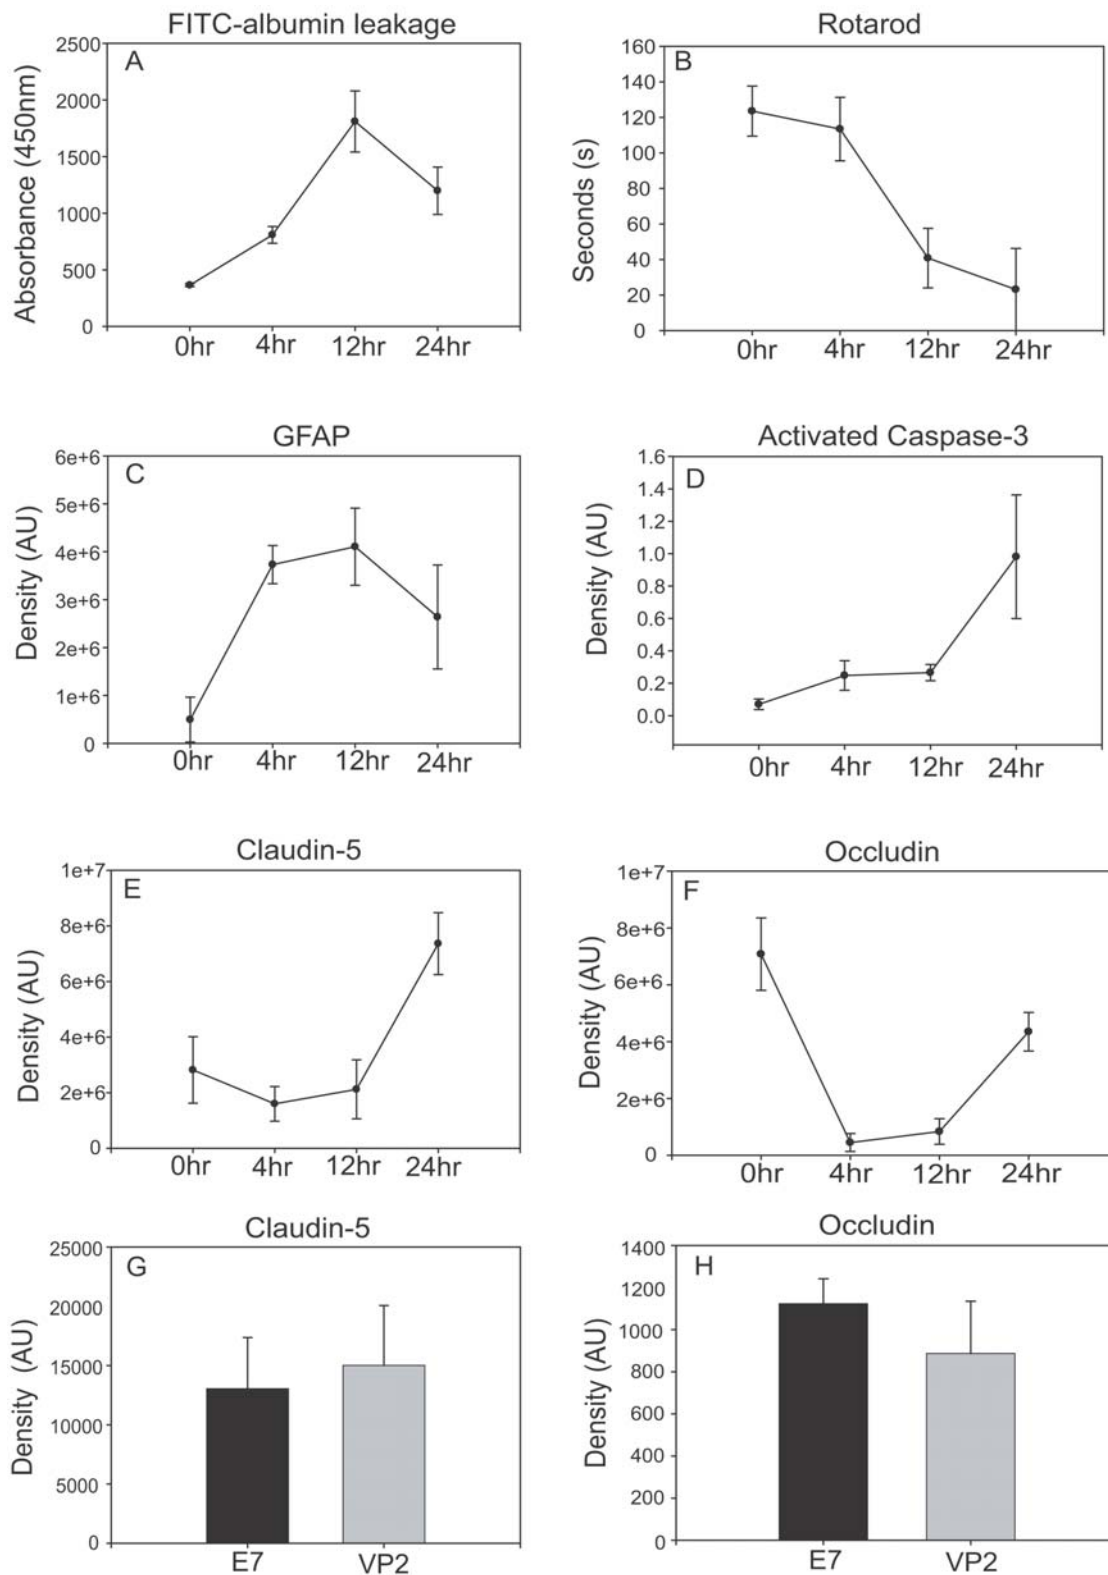 FITC-albumin leakage
A
Absorbance (450nm)
2500
2000
1500
1000
500
0
0hr 4hr 12hr 24hr
Rotarod
B
Seconds (s)
160
140
120
100
80
60
40
20
0
0hr 4hr 12hr 24hr
GFAP
C
Density (AU)
6e+6
5e+6
4e+6
3e+6
2e+6
1e+6
0
0hr 4hr 12hr 24hr
Activated Caspase-3
D
Density (AU)
1.6
1.4
1.2
1.0
0.8
0.6
0.4
0.2
0.0
0hr 4hr 12hr 24hr
Claudin-5
E
Density (AU)
1e+7
8e+6
6e+6
4e+6
2e+6
0
0hr 4hr 12hr 24hr
Occludin
F
Density (AU)
1e+7
8e+6
6e+6
4e+6
2e+6
0
0hr 4hr 12hr 24hr
Claudin-5
G
Density (AU)
25000
20000
15000
10000
5000
0
E7 VP2
Occludin
H
Density (AU)
1400
1200
1000
800
600
400
200
0
E7 VP2